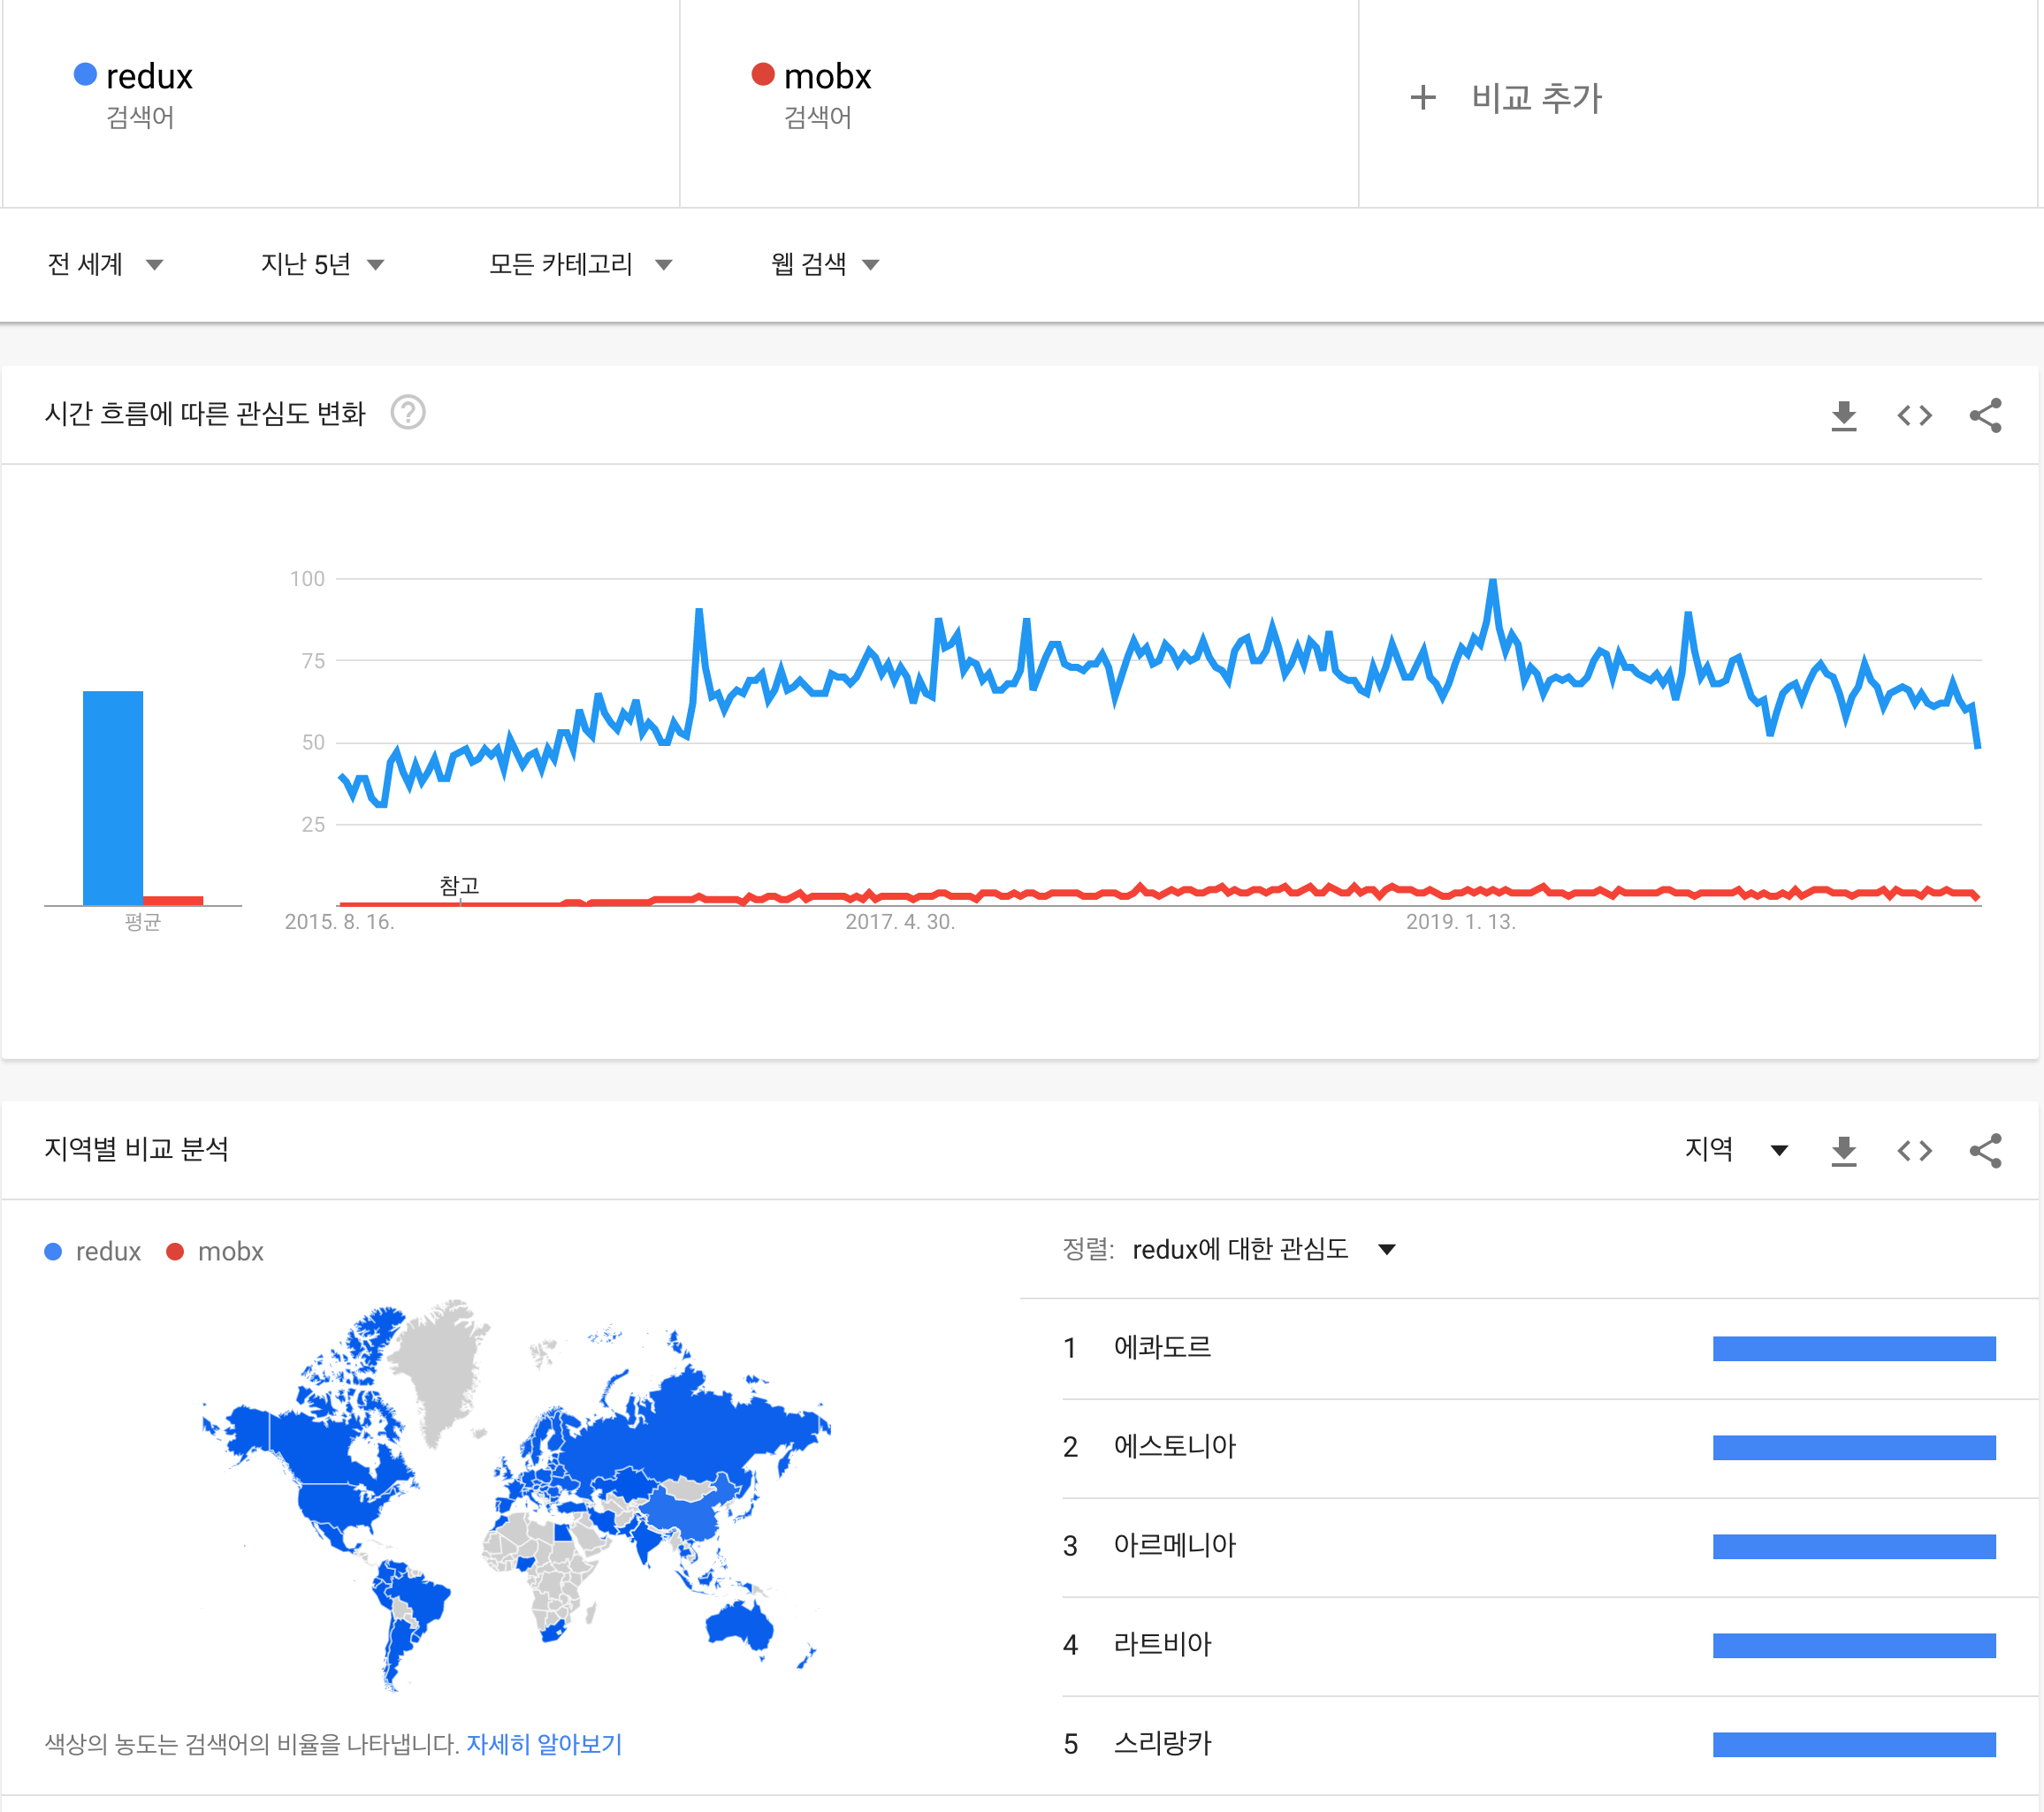 redux
검색어
mobx
검색어
+ 비교 추가
전 세계
지난 5년
모든 카테고리
웹 검색
시간 흐름에 따른 관심도 변화
100
75
50
25
참고
평균
2015. 8. 16.
2017. 4. 30.
2019. 1. 13.
지역별 비교 분석
지역
redux
mobx
정렬: redux에 대한 관심도
1 에콰도르
2 에스토니아
3 아르메니아
4 라트비아
5 스리랑카
색상의 농도는 검색어의 비율을 나타냅니다. 자세히 알아보기